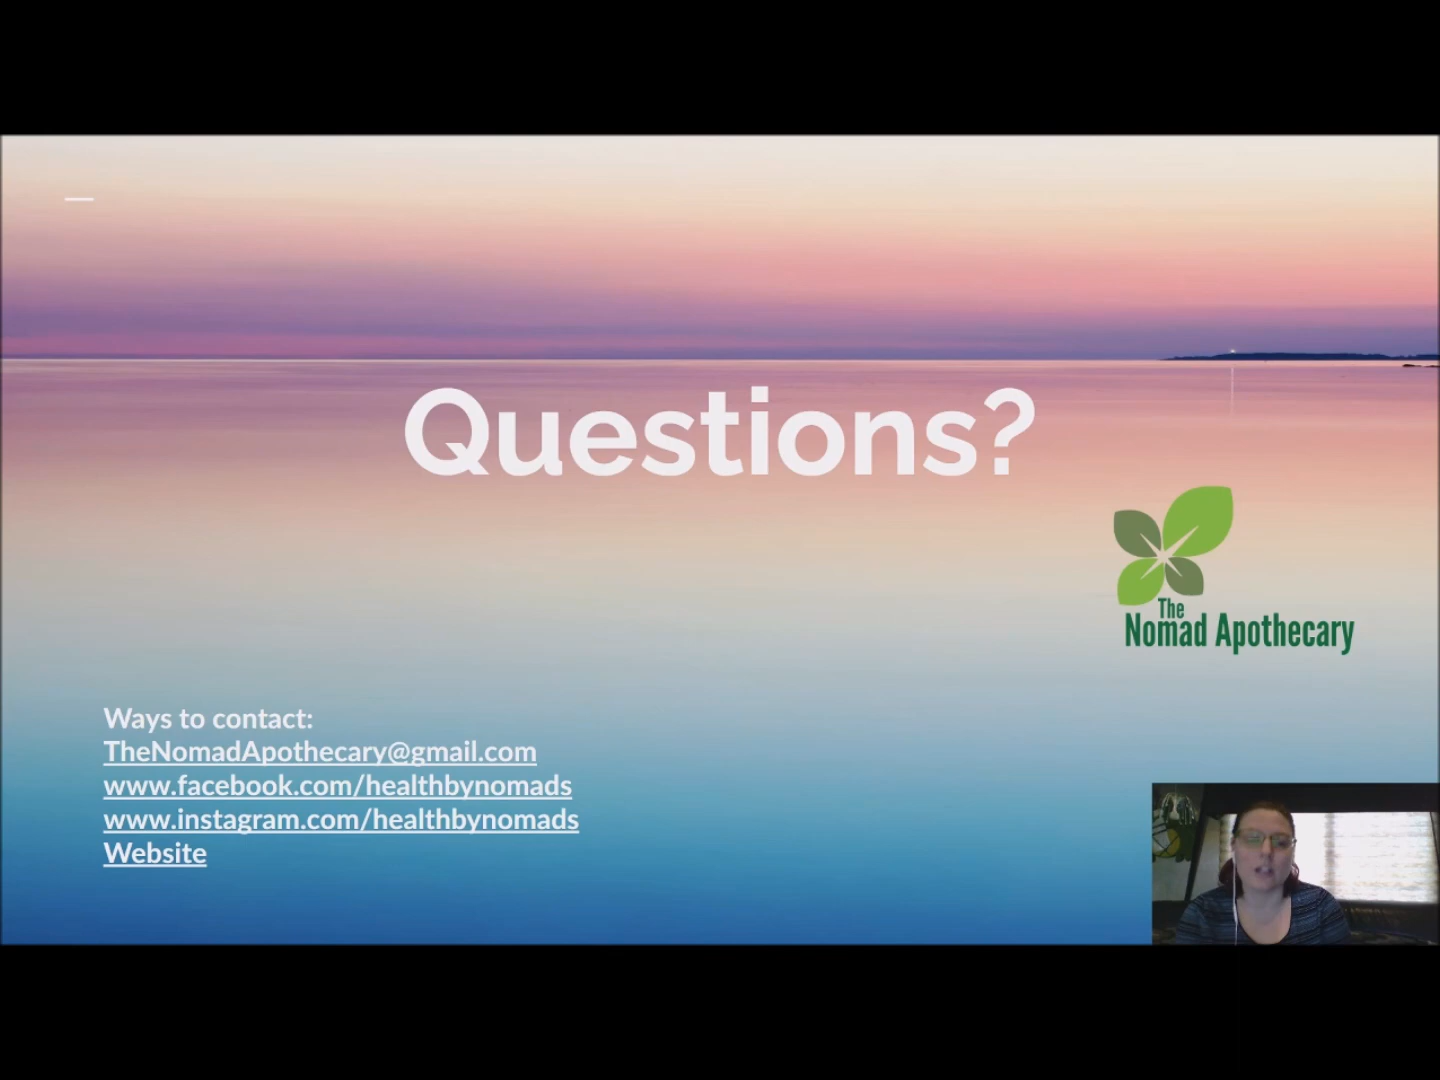 Questions?
The
Nomad Apothecary
Ways to contact:
TheNomadApothecary@gmail.com
www.facebook.com/healthbynomads
www.instagram.com/healthbynomads
Website